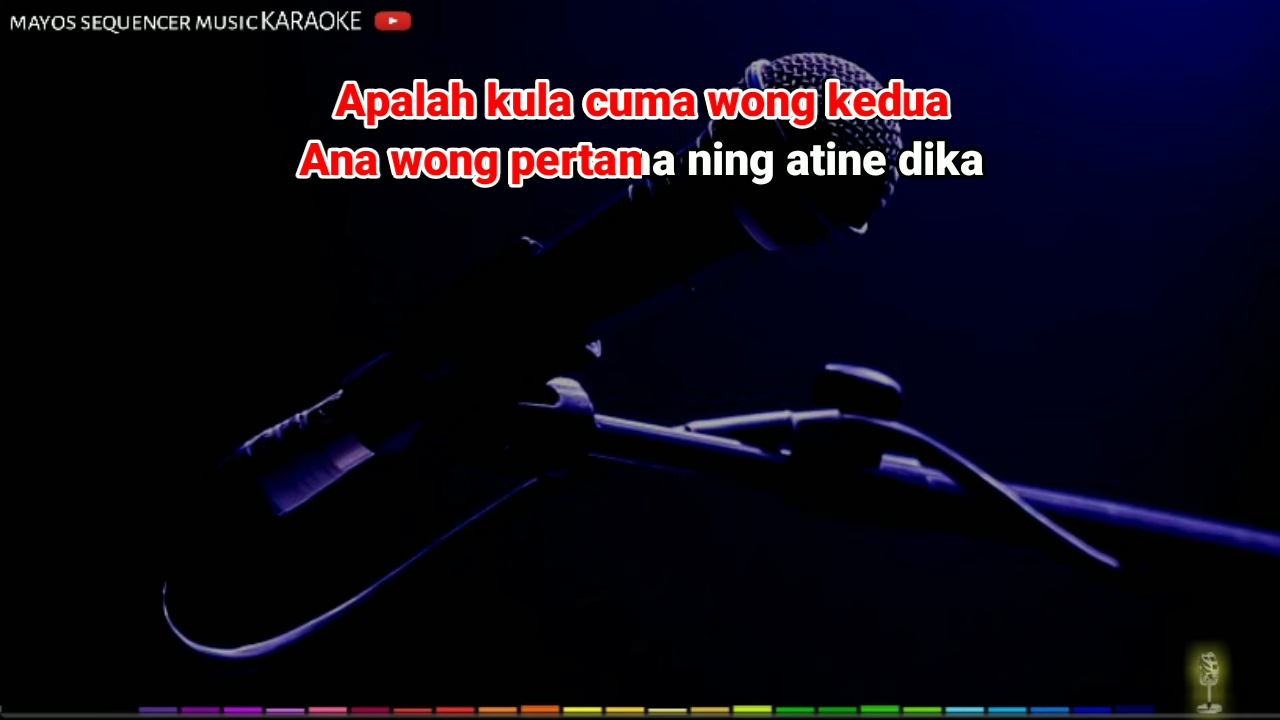 MAYOS SEQUENCER MUSIC KARAOKE
Apalah kula cuma wong kedua
Ana wong pertama ning atine dika